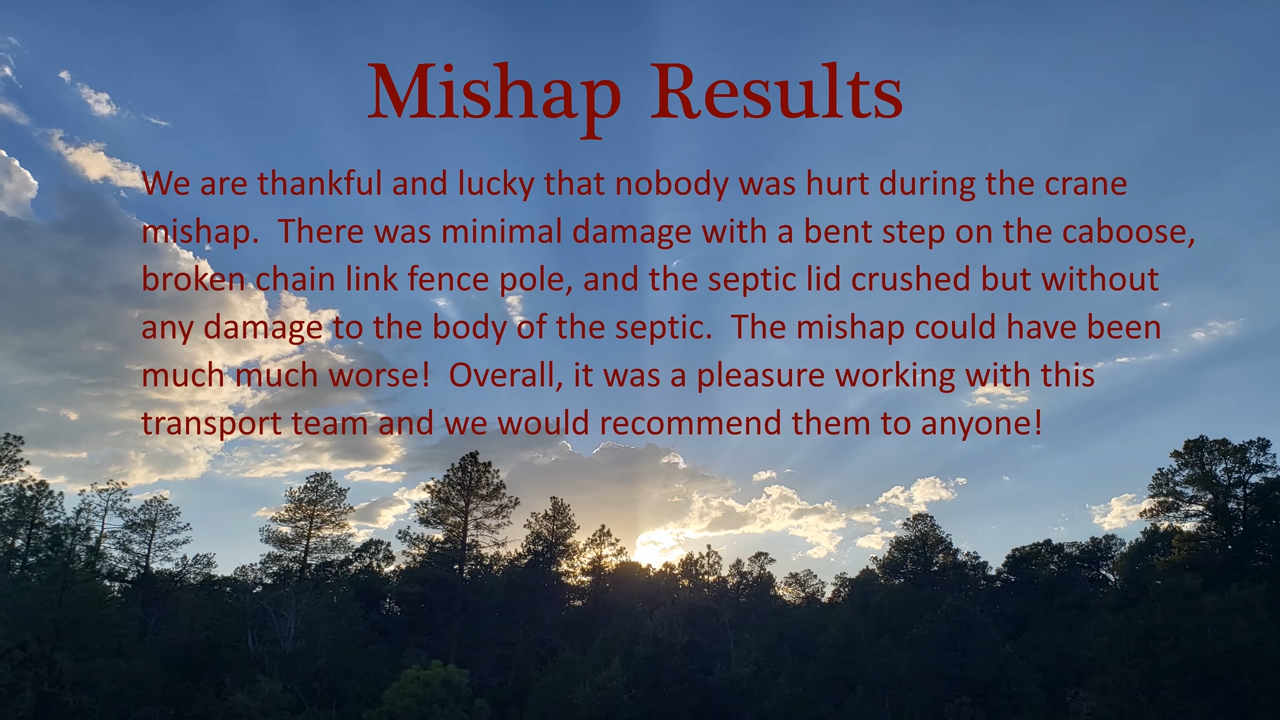 Mishap Results
We are thankful and lucky that nobody was hurt during the crane
mishap.  There was minimal damage with a bent step on the caboose,
broken chain link fence pole, and the septic lid crushed but without
any damage to the body of the septic.  The mishap could have been
much much worse!  Overall, it was a pleasure working with this
transport team and we would recommend them to anyone!